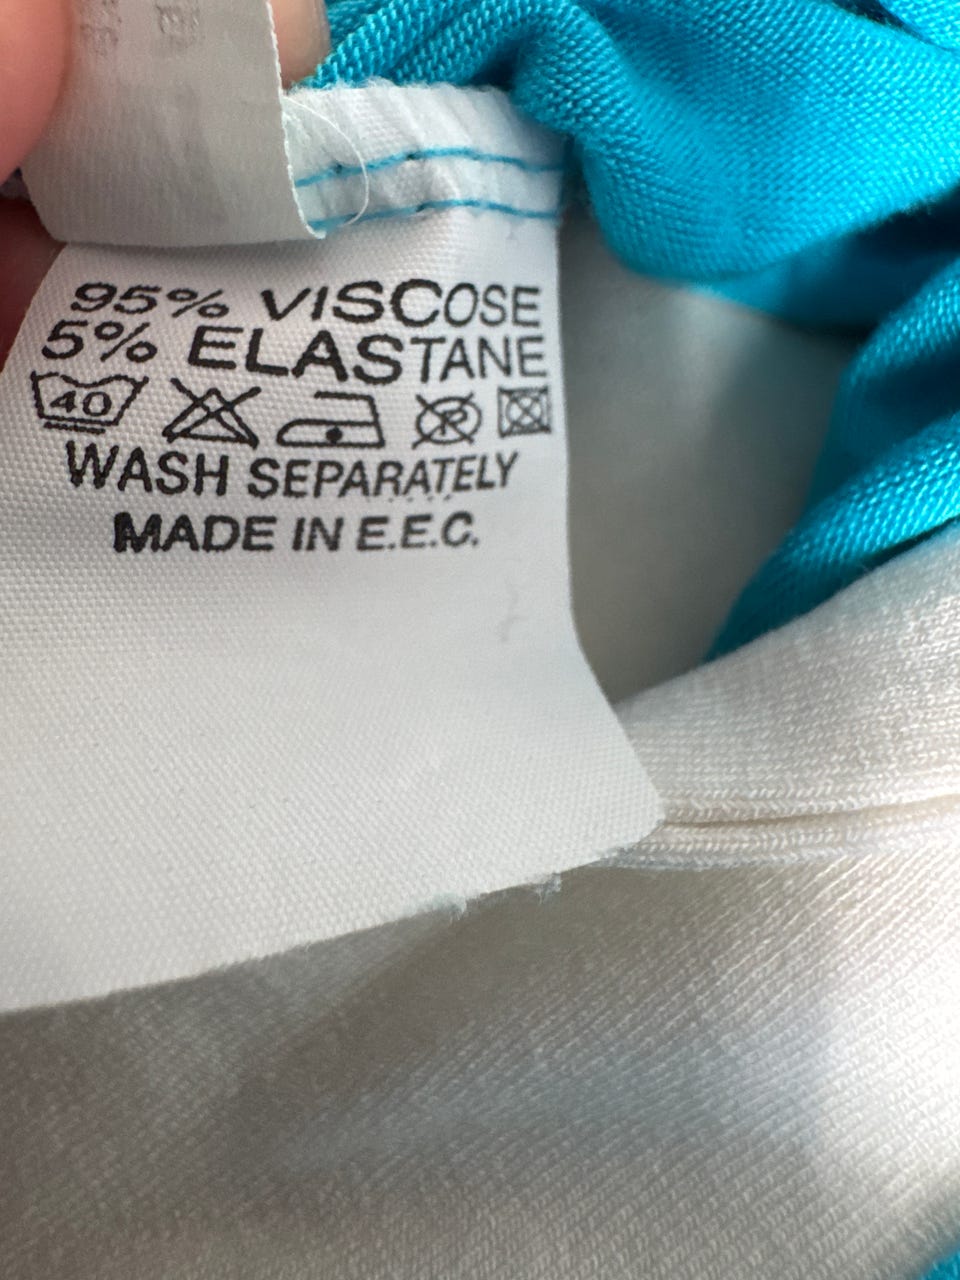 95% VISCOSE
5% ELASTANE
40 P
WASH SEPARATELY
MADE IN E.E.C.